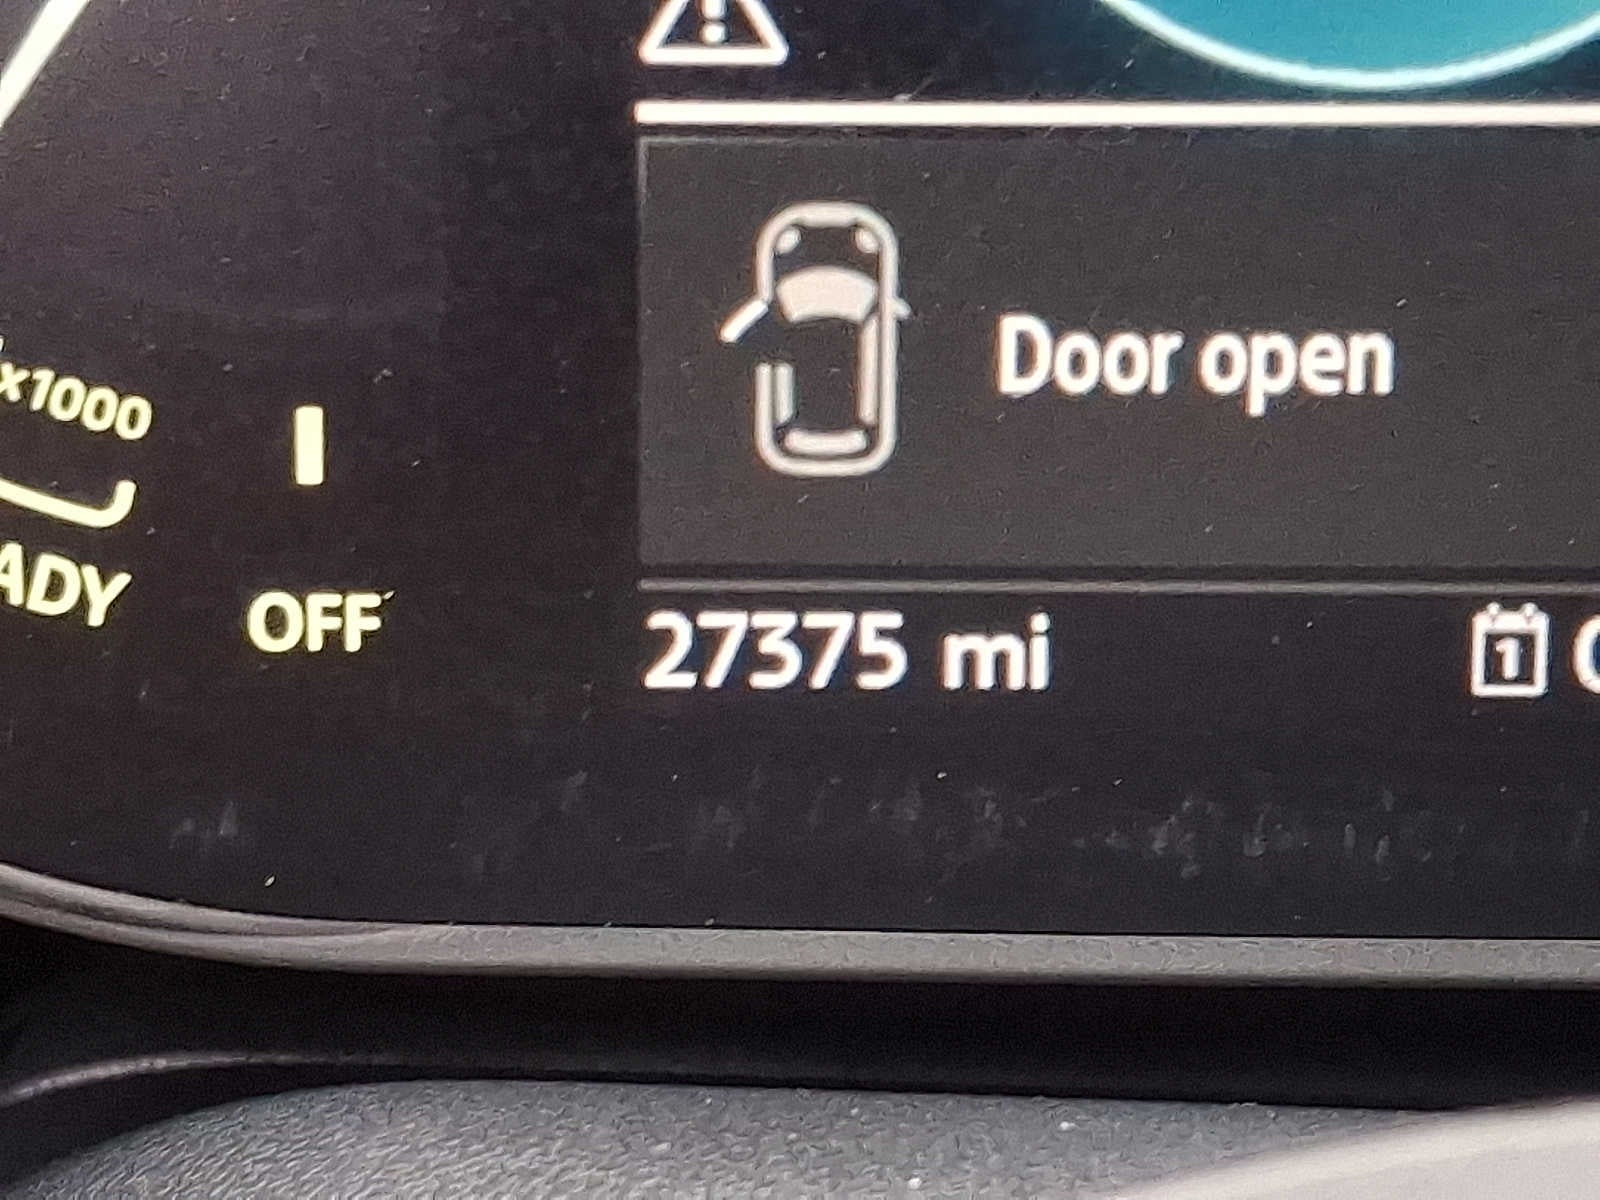 x1000
Door open
ADY
OFF
27375 mi
1